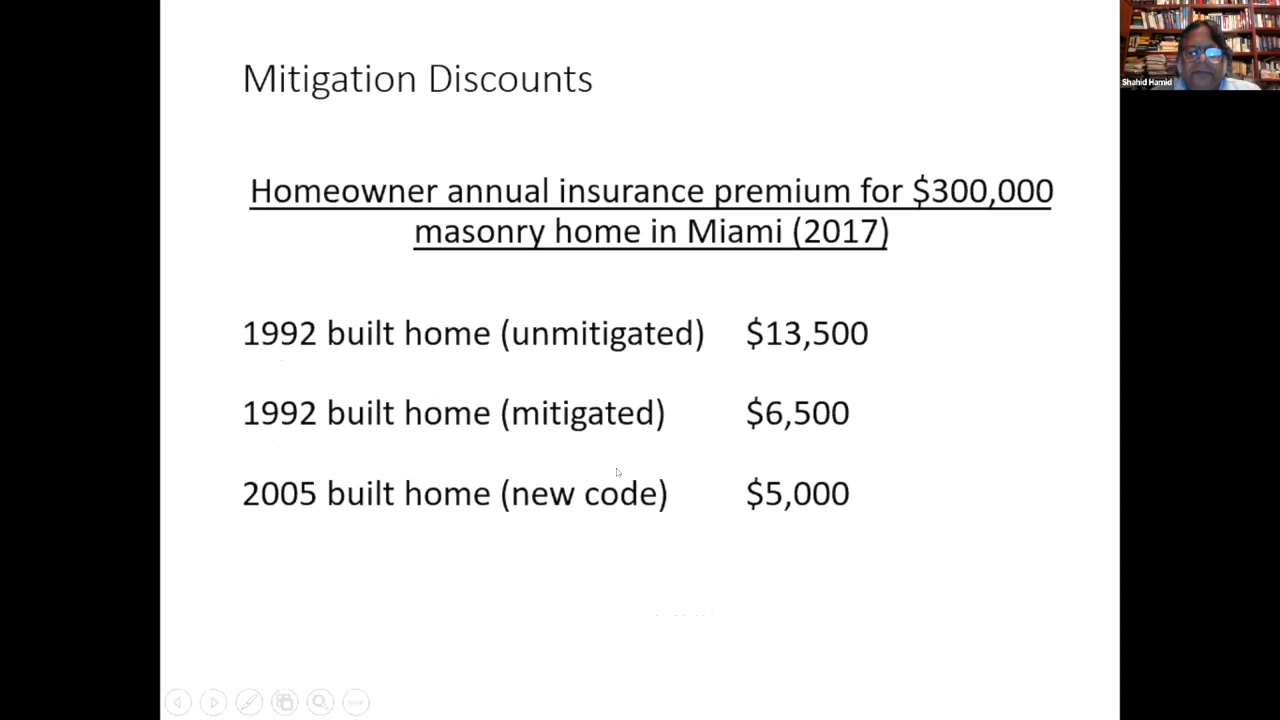 Mitigation Discounts
Shahid Hamid
Homeowner annual insurance premium for $300,000
masonry home in Miami (2017)
1992 built home (unmitigated) $13,500
1992 built home (mitigated) $6,500
2005 built home (new code) $5,000